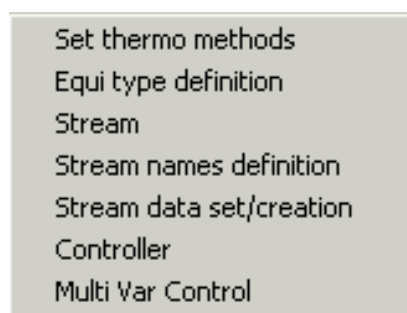 Set thermo methods
Equi type definition
Stream
Stream names definition
Stream data set/creation
Controller
Multi Var Control